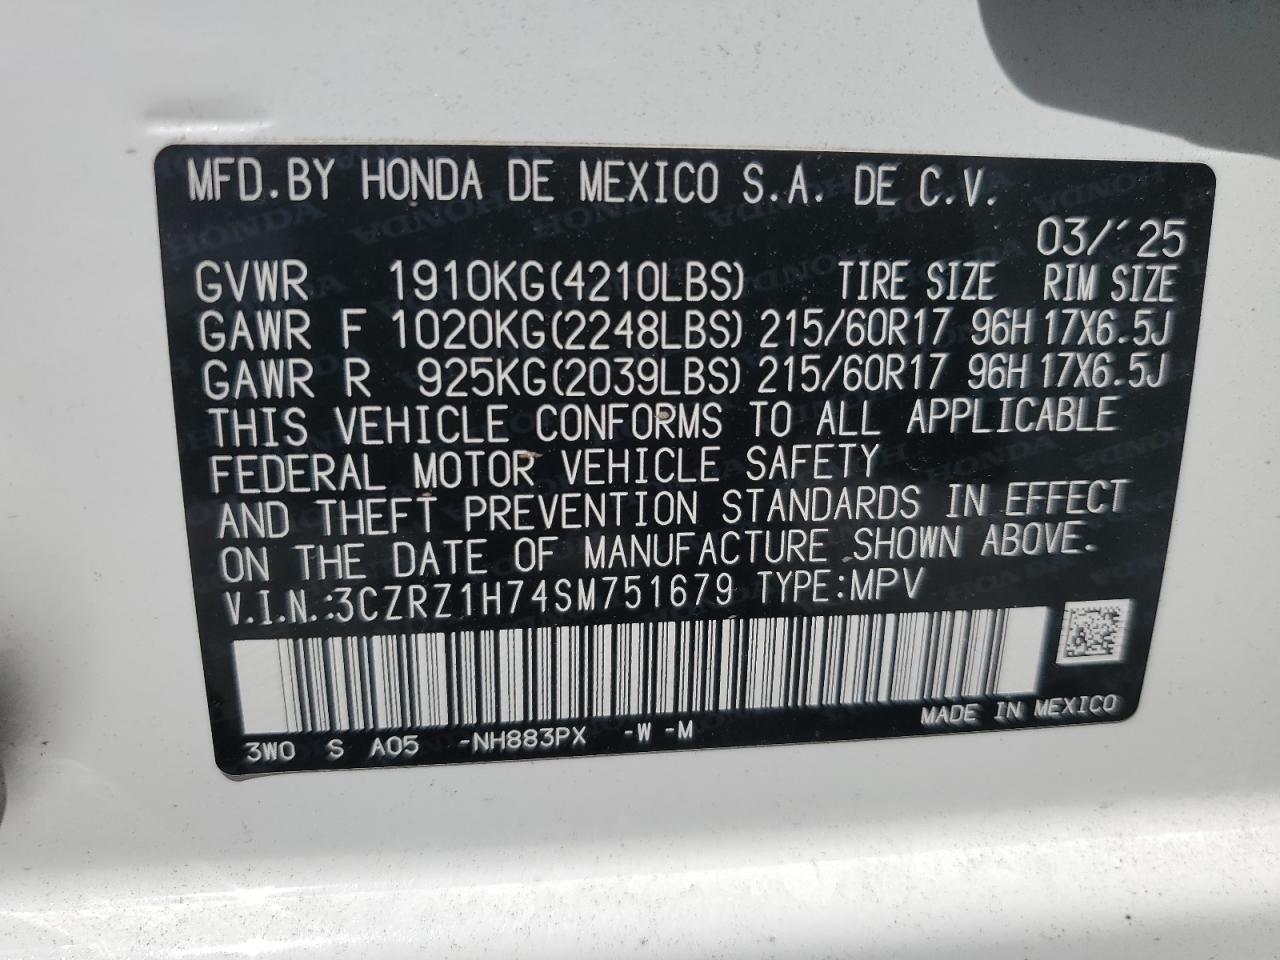 MFD.BY HONDA DE MEXICO S.A. DE C.V.
03/´25
GVWR 1910KG(4210LBS) TIRE SIZE RIM SIZE
GAWR F 1020KG(2248LBS) 215/60R17 96H 17X6.5J
GAWR R 925KG(2039LBS) 215/60R17 96H 17X6.5J
THIS VEHICLE CONFORMS TO ALL APPLICABLE
FEDERAL MOTOR VEHICLE SAFETY
AND THEFT PREVENTION STANDARDS IN EFFECT
ON THE DATE OF MANUFACTURE SHOWN ABOVE.
V.I.N.:3CZRZ1H74SM751679 TYPE:MPV
MADE IN MEXICO
3W0 S A05 -NH883PX -W -M